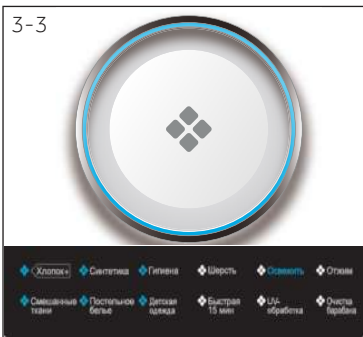 3-3
Хлопок+ Синтетика Гигиена Шерсть Освежить Отжим
Смешанные Постельное Детская Быстрая UV- Очистка
ткани белье одежда 15 мин обработка барабана